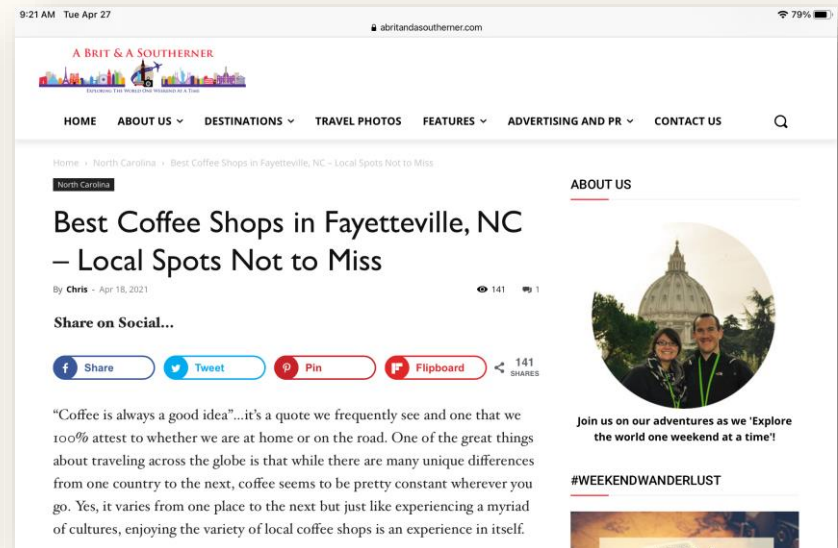 9:21 AM Tue Apr 27
abritandasoutherner.com
79%
A BRIT & A SOUTHERNER
EXPLORING THE WORLD ONE WEEKEND AT A TIME
HOME ABOUT US DESTINATIONS TRAVEL PHOTOS FEATURES ADVERTISING AND PR CONTACT US
Home › North Carolina › Best Coffee Shops in Fayetteville, NC – Local Spots Not to Miss
North Carolina
Best Coffee Shops in Fayetteville, NC
– Local Spots Not to Miss
By Chris - Apr 18, 2021
141 1
Share on Social...
Share Tweet Pin Flipboard 141
SHARES
“Coffee is always a good idea”...it’s a quote we frequently see and one that we
100% attest to whether we are at home or on the road. One of the great things
about traveling across the globe is that while there are many unique differences
from one country to the next, coffee seems to be pretty constant wherever you
go. Yes, it varies from one place to the next but just like experiencing a myriad
of cultures, enjoying the variety of local coffee shops is an experience in itself.
ABOUT US
Join us on our adventures as we 'Explore
the world one weekend at a time'!
#WEEKENDWANDERLUST